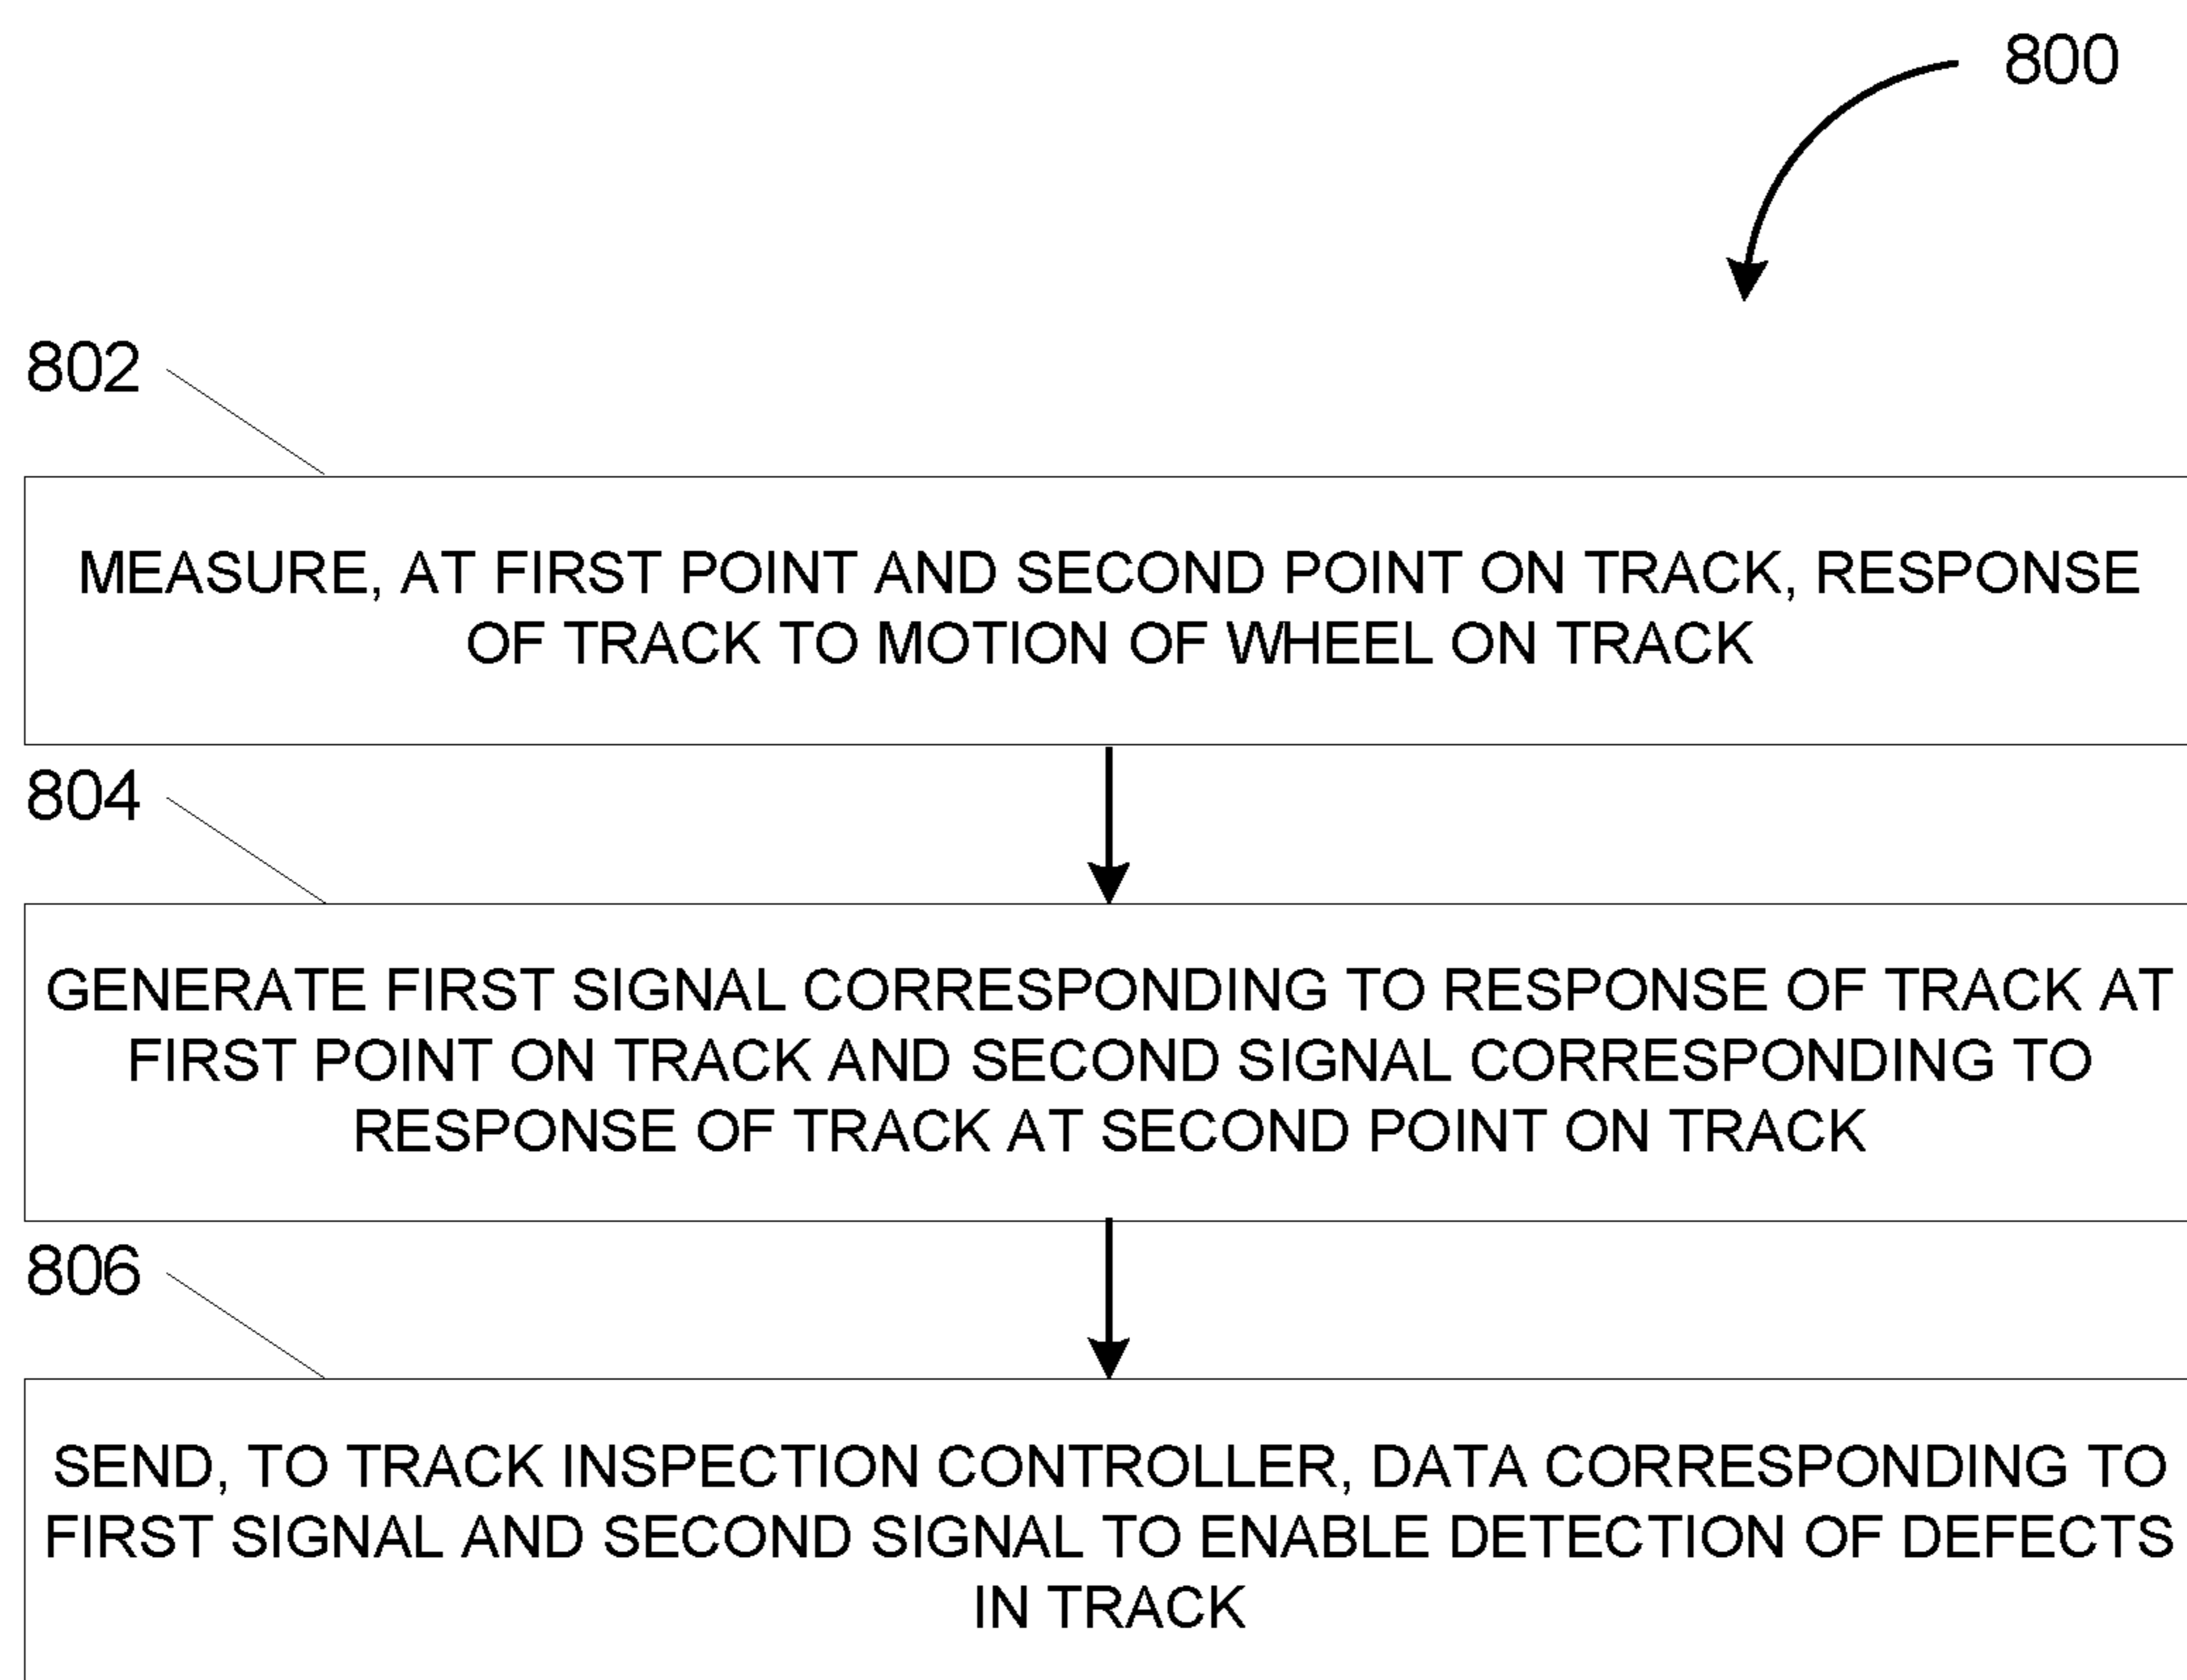 800
802
MEASURE, AT FIRST POINT AND SECOND POINT ON TRACK, RESPONSE
OF TRACK TO MOTION OF WHEEL ON TRACK
804
GENERATE FIRST SIGNAL CORRESPONDING TO RESPONSE OF TRACK AT
FIRST POINT ON TRACK AND SECOND SIGNAL CORRESPONDING TO
RESPONSE OF TRACK AT SECOND POINT ON TRACK
806
SEND, TO TRACK INSPECTION CONTROLLER, DATA CORRESPONDING TO
FIRST SIGNAL AND SECOND SIGNAL TO ENABLE DETECTION OF DEFECTS
IN TRACK